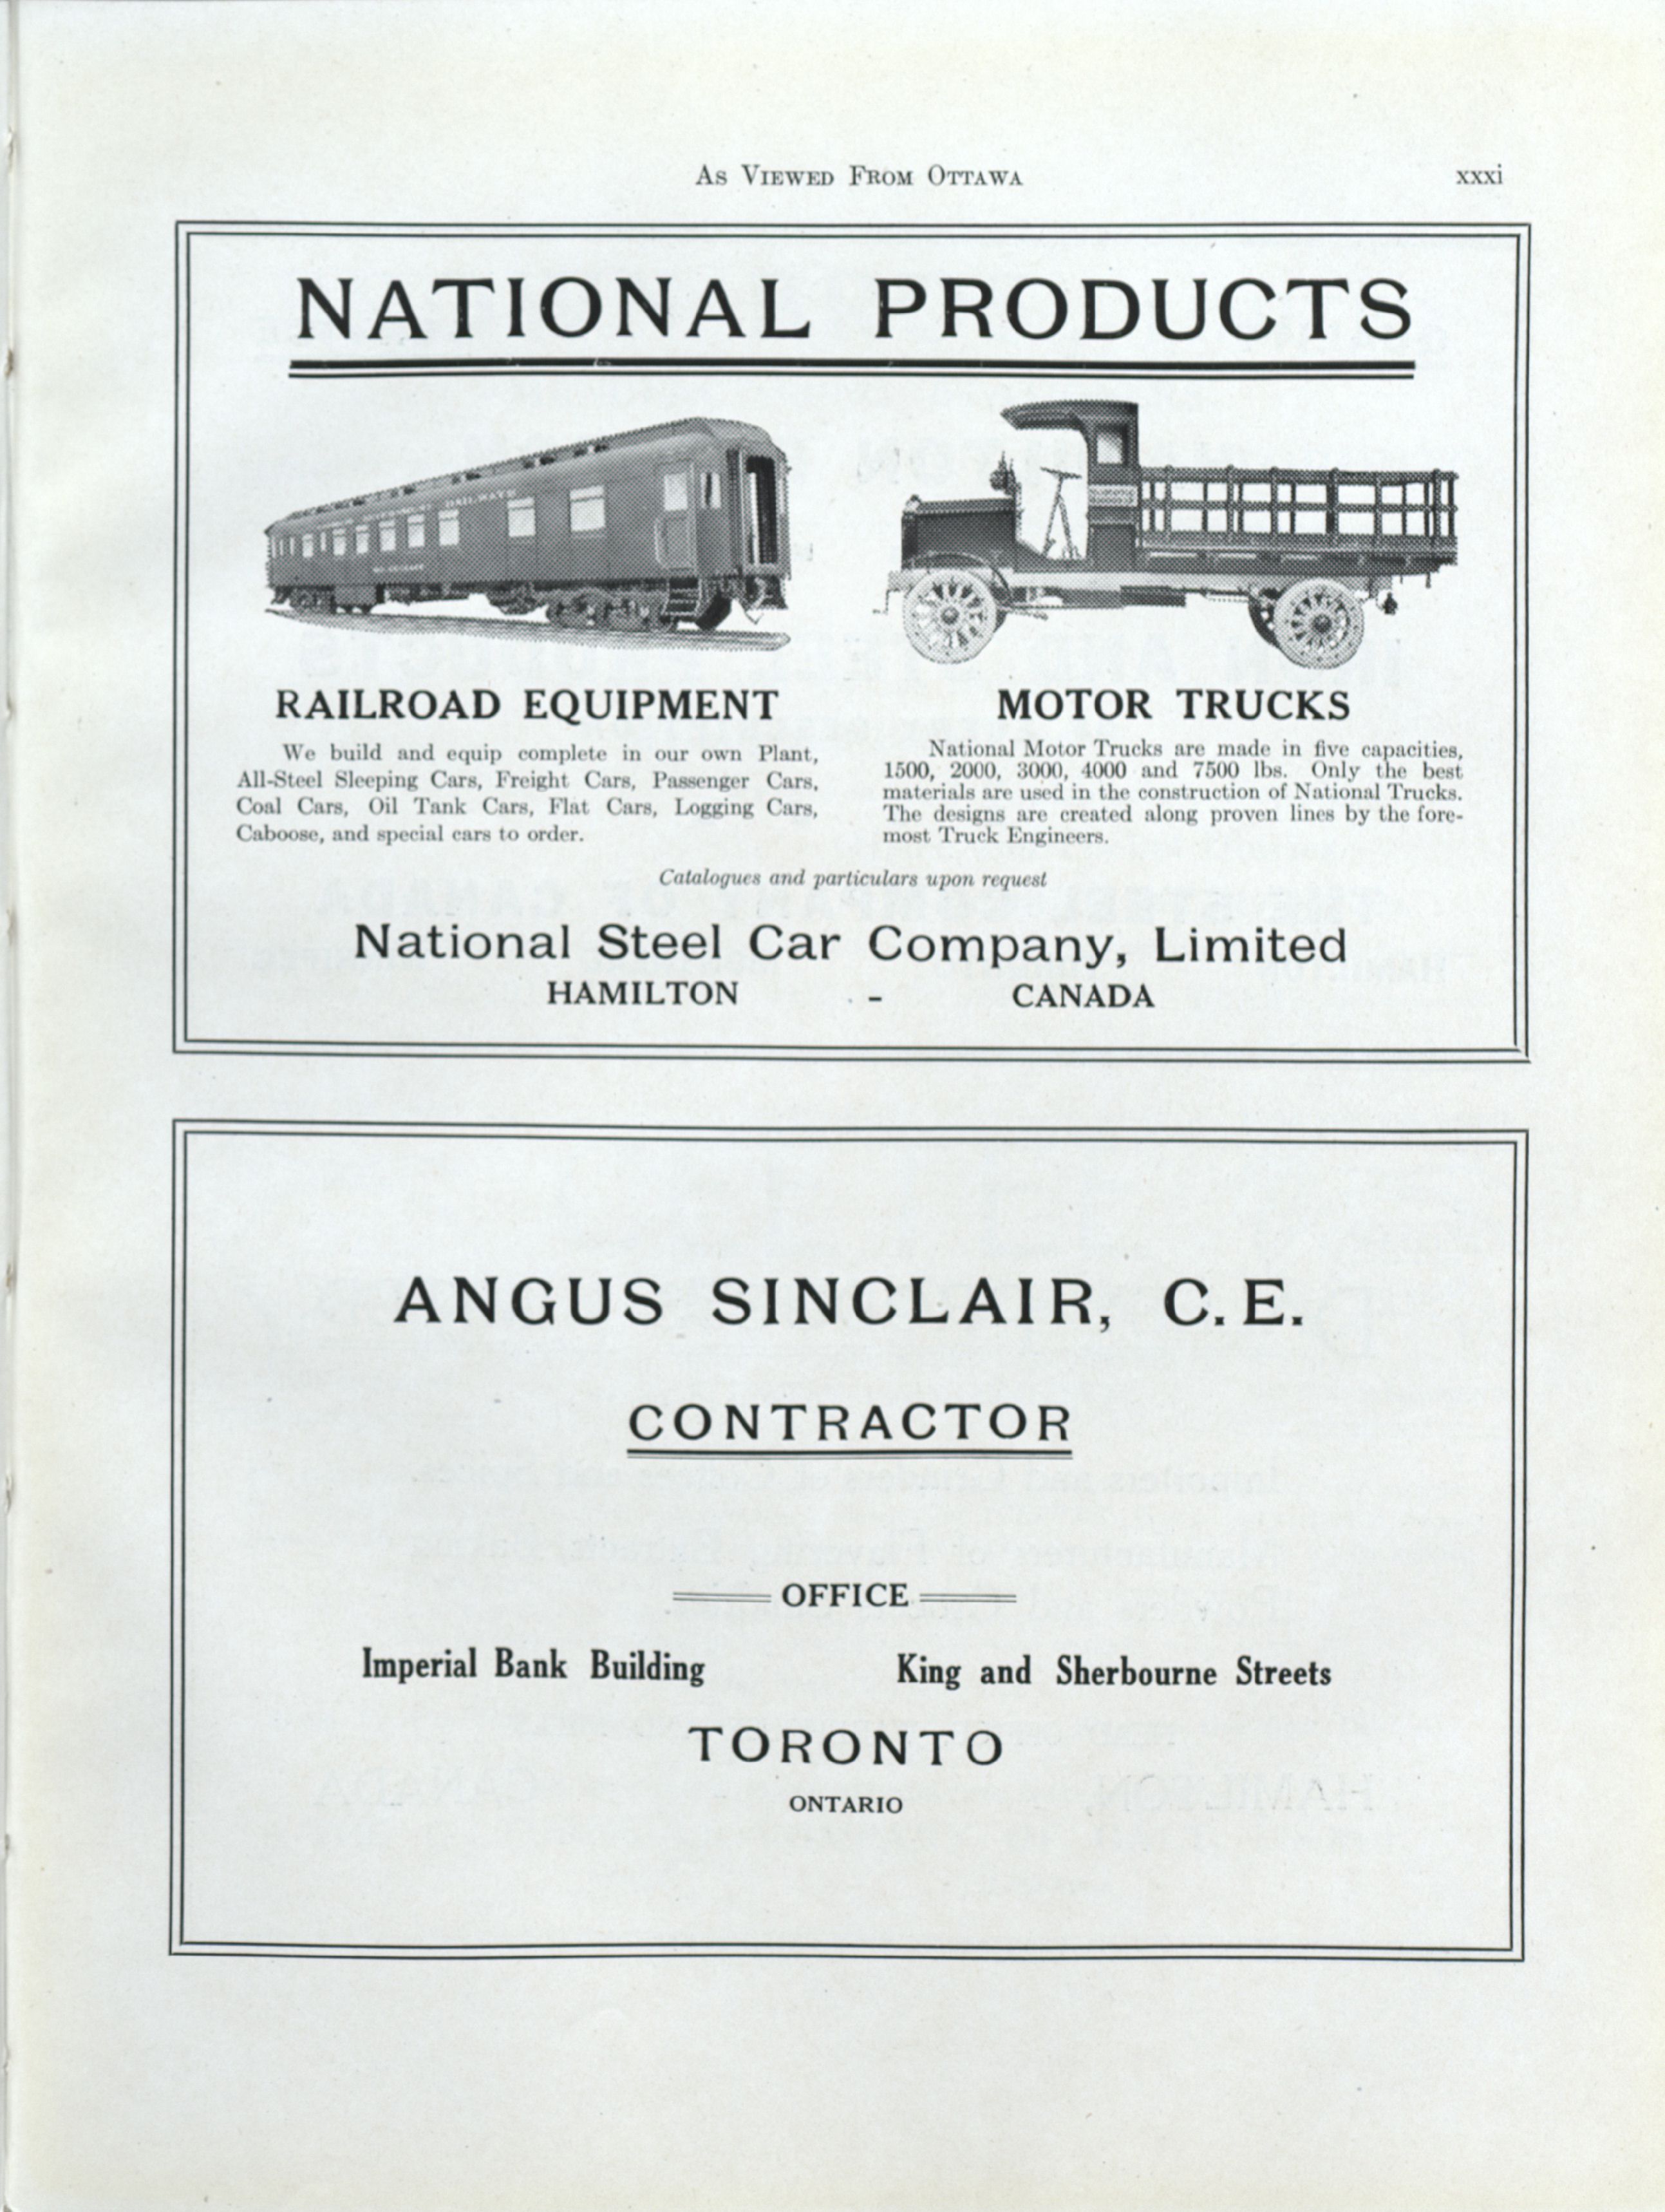 As Viewed From Ottawa xxxi
NATIONAL PRODUCTS
RAILWAYS
RAILROAD EQUIPMENT
We build and equip complete in our own Plant,
All-Steel Sleeping Cars, Freight Cars, Passenger Cars,
Coal Cars, Oil Tank Cars, Flat Cars, Logging Cars,
Caboose, and special cars to order.
MOTOR TRUCKS
National Motor Trucks are made in five capacities,
1500, 2000, 3000, 4000 and 7500 lbs. Only the best
materials are used in the construction of National Trucks.
The designs are created along proven lines by the fore-
most Truck Engineers.
Catalogues and particulars upon request
National Steel Car Company, Limited
HAMILTON - CANADA
ANGUS SINCLAIR, C.E.
CONTRACTOR
OFFICE
Imperial Bank Building King and Sherbourne Streets
TORONTO
ONTARIO